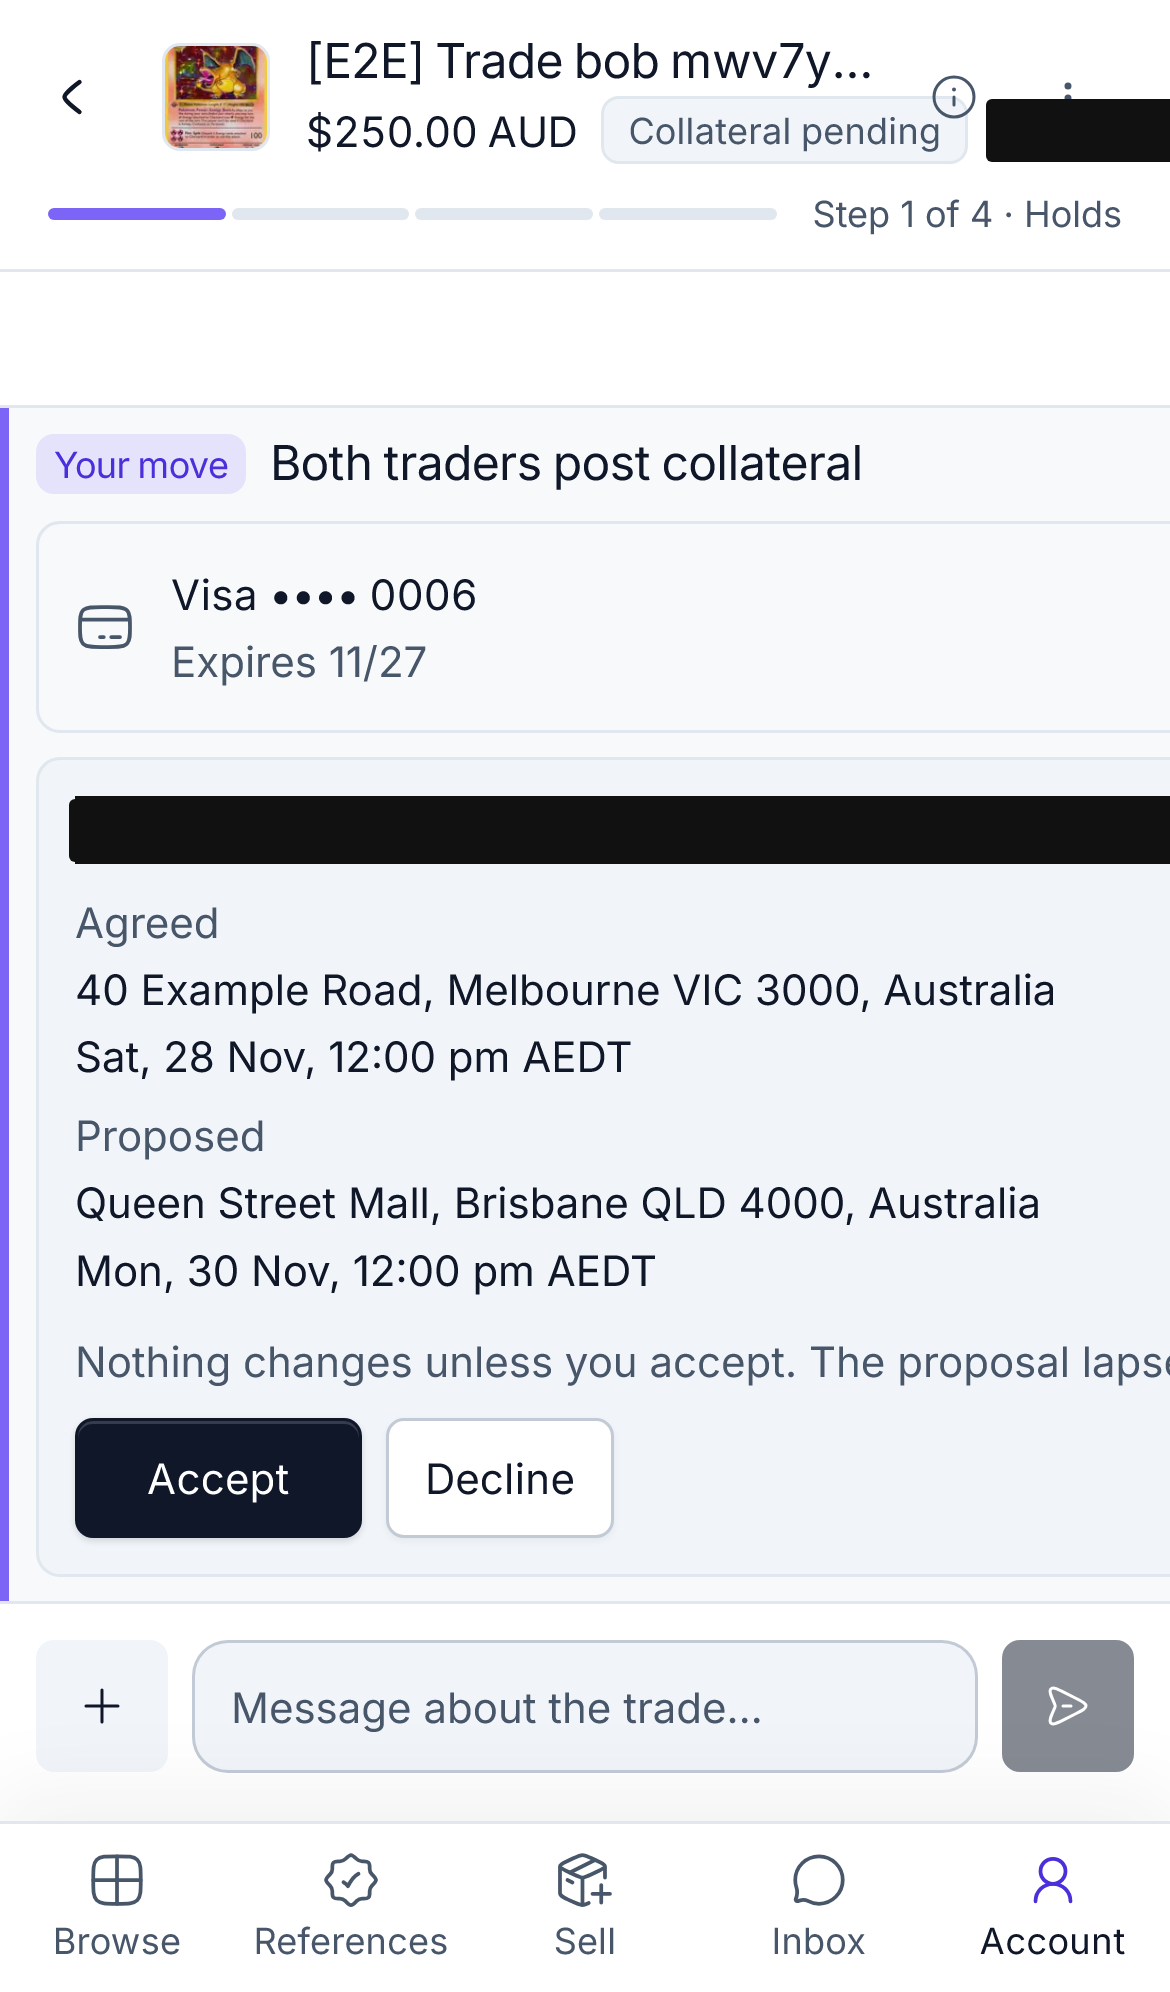 [E2E] Trade bob mwv7y...
$250.00 AUD Collateral pending
Step 1 of 4 · Holds
Your move Both traders post collateral
Visa •••• 0006
Expires 11/27
Agreed
40 Example Road, Melbourne VIC 3000, Australia
Sat, 28 Nov, 12:00 pm AEDT
Proposed
Queen Street Mall, Brisbane QLD 4000, Australia
Mon, 30 Nov, 12:00 pm AEDT
Nothing changes unless you accept. The proposal
Accept Decline
Message about the trade...
Browse References Sell Inbox Account